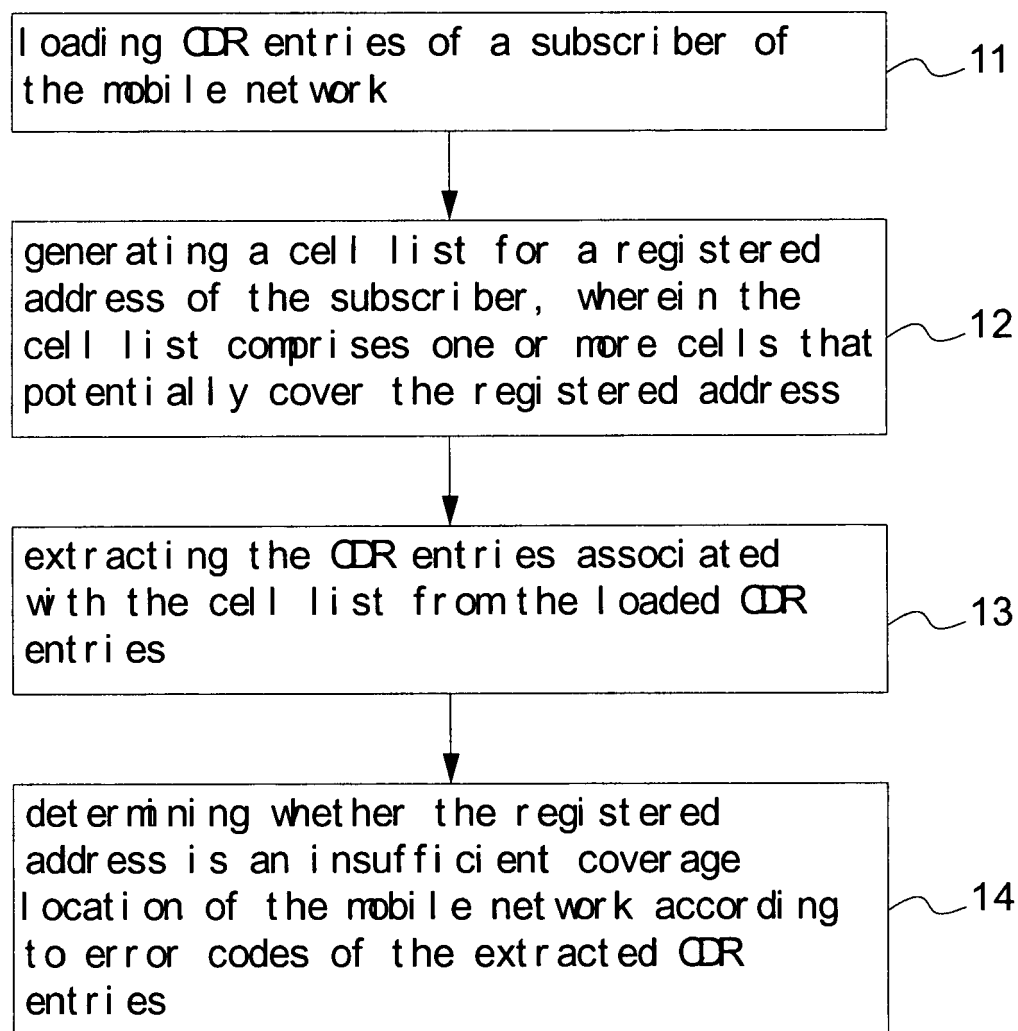 loading CDR entries of a subscriber of
the mobile network
11
generating a cell list for a registered
address of the subscriber, wherein the
cell list comprises one or more cells that
potentially cover the registered address
12
extracting the CDR entries associated
with the cell list from the loaded CDR
entries
13
determining whether the registered
address is an insufficient coverage
location of the mobile network according
to error codes of the extracted CDR
entries
14